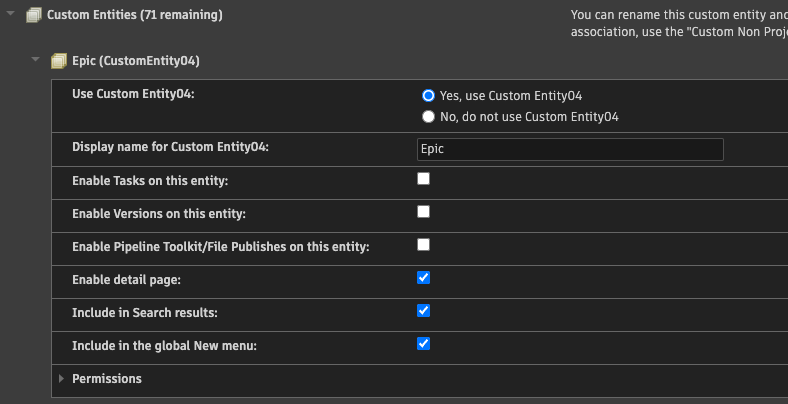 Custom Entities (71 remaining)
You can rename this custom entity and
association, use the "Custom Non Proj
Epic (CustomEntity04)
Use Custom Entity04:
Yes, use Custom Entity04
No, do not use Custom Entity04
Display name for Custom Entity04:
Epic
Enable Tasks on this entity:
Enable Versions on this entity:
Enable Pipeline Toolkit/File Publishes on this entity:
Enable detail page:
Include in Search results:
Include in the global New menu:
Permissions